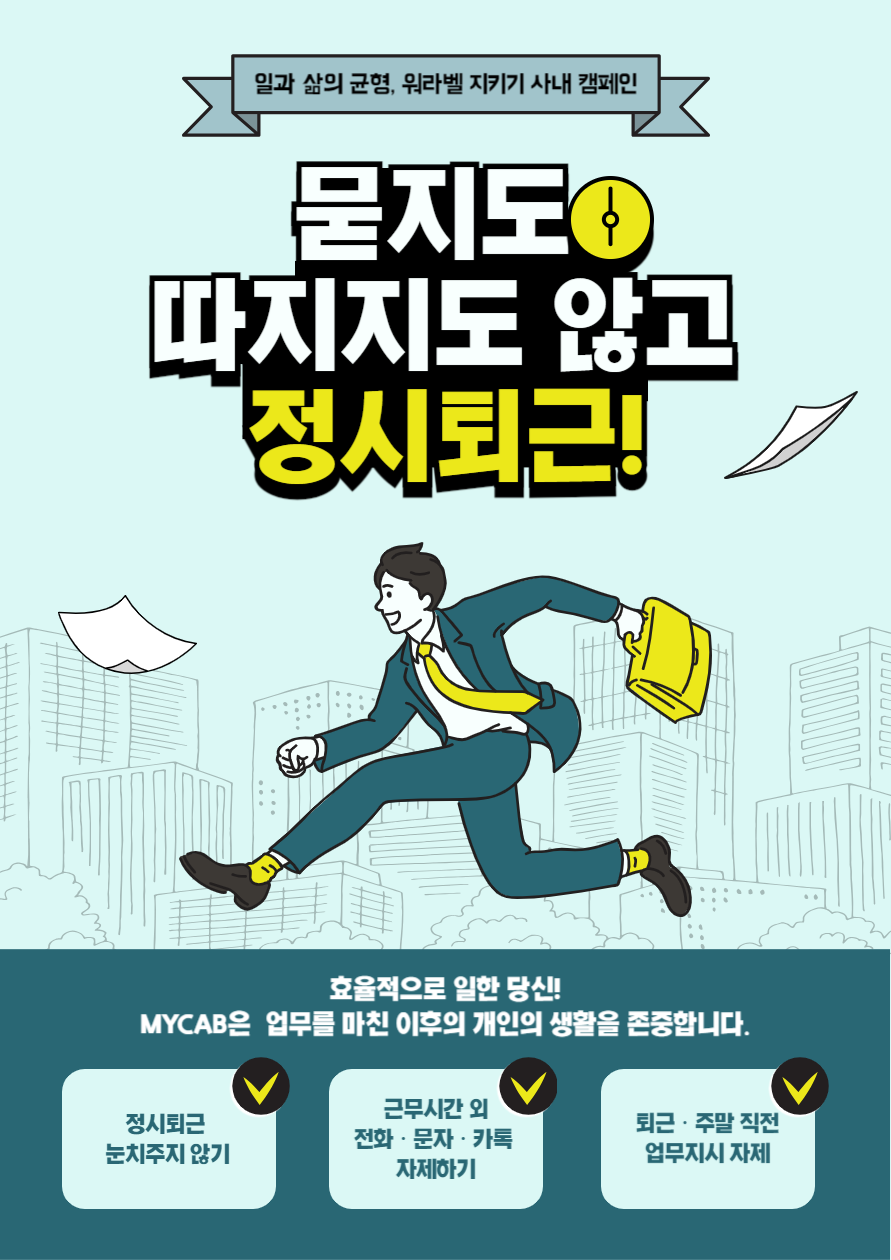 일과 삶의 균형, 워라벨 지키기 사내 캠페인
묻지도
따지지도 않고
정시퇴근!
효율적으로 일한 당신!
MYCAB은 업무를 마친 이후의 개인의 생활을 존중합니다.
정시퇴근
눈치주지 않기
근무시간 외
전화 · 문자 · 카톡
자제하기
퇴근 · 주말 직전
업무지시 자제